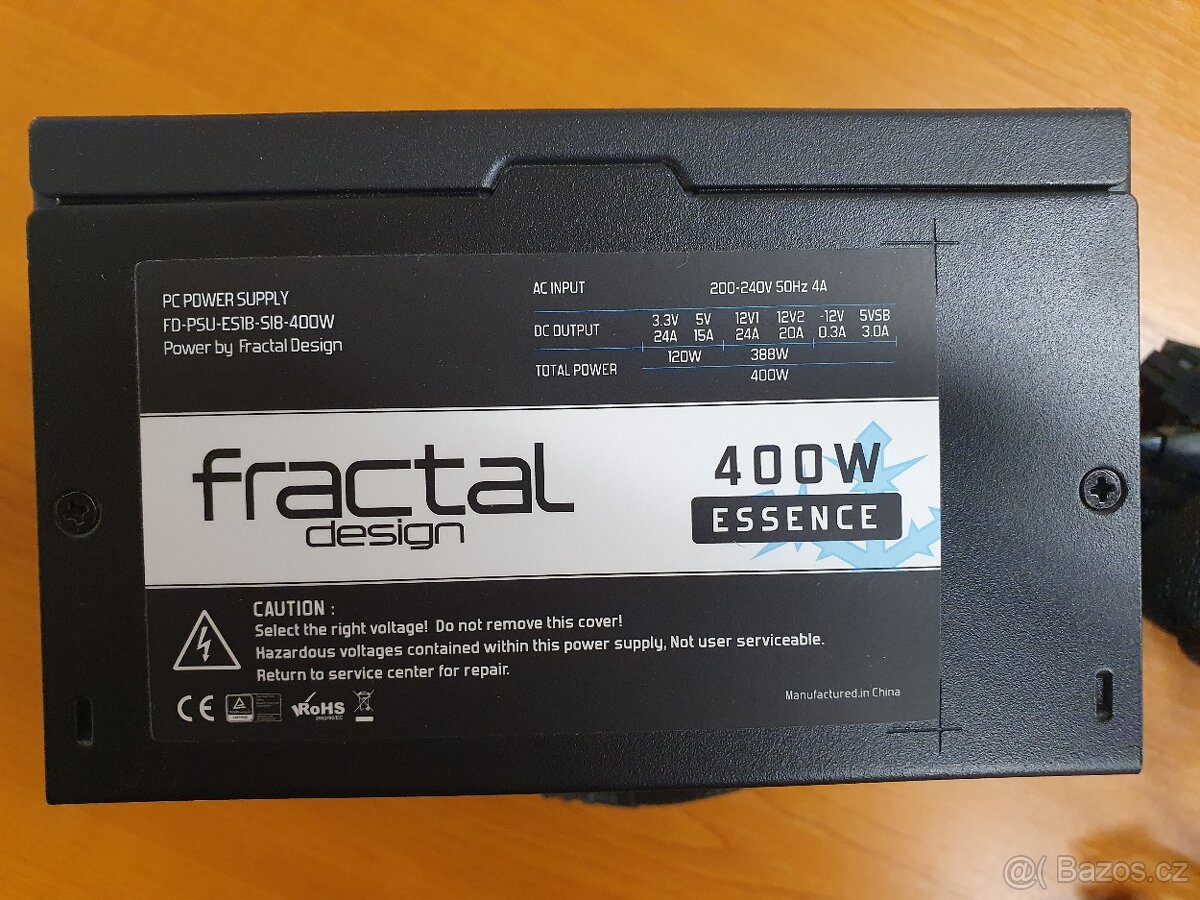 PC POWER SUPPLY
FD-PSU-ES1B-SI8-400W
Power by Fractal Design
AC INPUT 200-240V 50Hz 4A
DC OUTPUT 3.3V 5V 12V1 12V2 -12V 5VSB
24A 15A 24A 20A 0.3A 3.0A
120W 388W
TOTAL POWER 400W
fractal
design
400W
ESSENCE
CAUTION :
Select the right voltage! Do not remove this cover!
Hazardous voltages contained within this power supply, Not user serviceable.
Return to service center for repair.
CE RoHS
2002/95/EC
Manufactured.in China
@( Bazos.cz